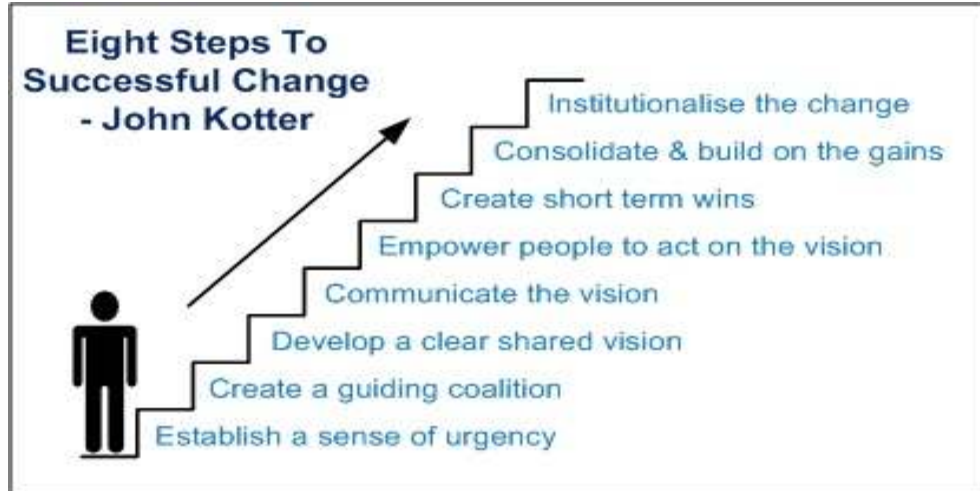 Eight Steps To
Successful Change
- John Kotter
Institutionalise the change
Consolidate & build on the gains
Create short term wins
Empower people to act on the vision
Communicate the vision
Develop a clear shared vision
Create a guiding coalition
Establish a sense of urgency